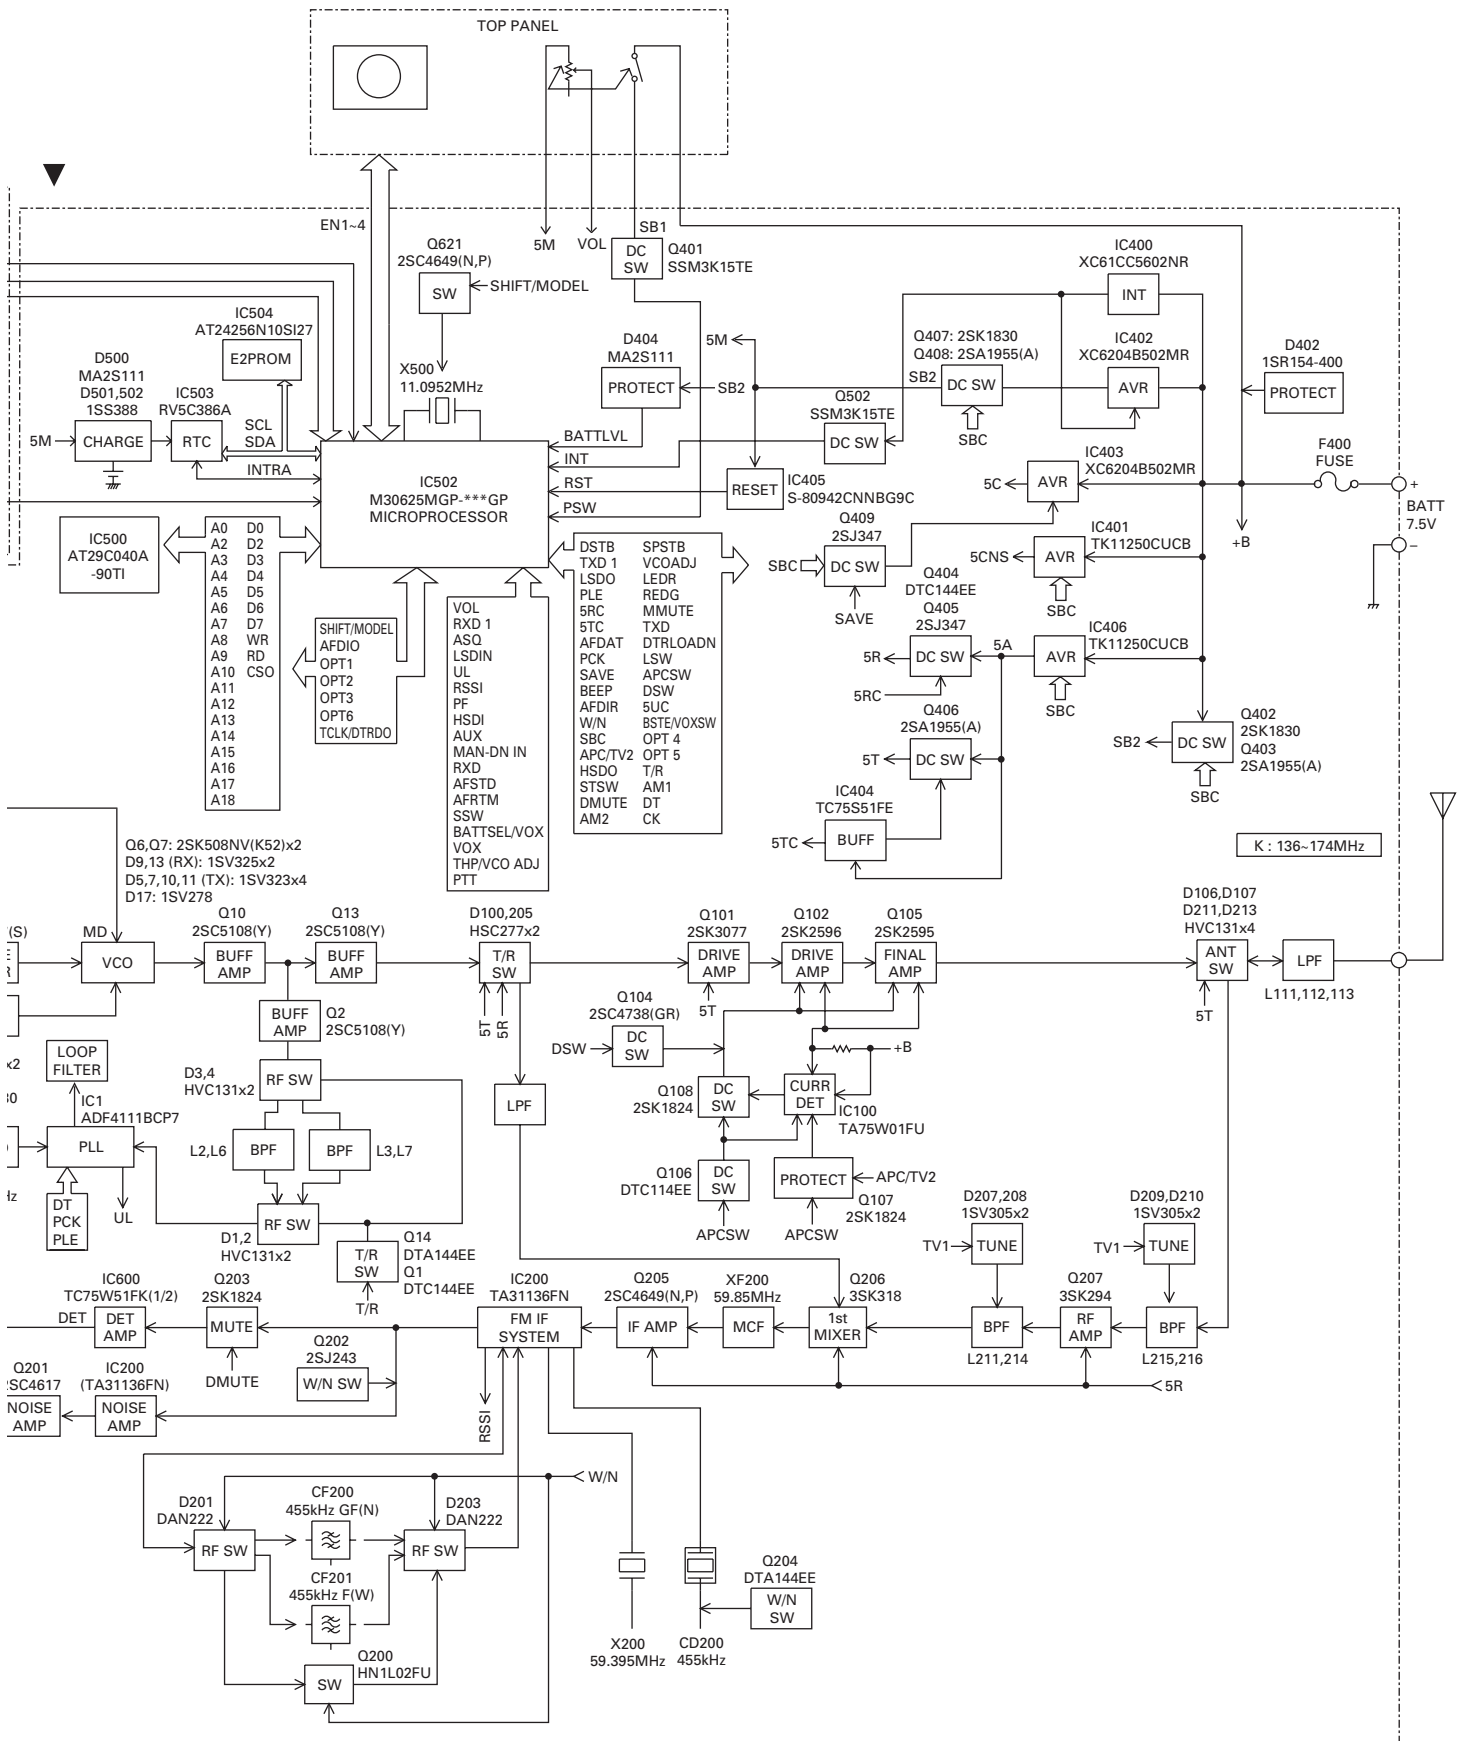 TOP PANEL
EN1~4
5M
VOL
SB1
DC
SW
Q401
SSM3K15TE
Q621
2SC4649(N,P)
SW
SHIFT/MODEL
IC400
XC61CC5602NR
INT
IC504
AT24256N10SI27
E2PROM
D404
MA2S111
PROTECT
5M
SB2
Q407: 2SK1830
Q408: 2SA1955(A)
SB2
DC SW
SBC
IC402
XC6204B502MR
AVR
D402
1SR154-400
PROTECT
D500
MA2S111
D501,502
1SS388
5M
CHARGE
IC503
RV5C386A
RTC
SCL
SDA
INTRA
X500
11.0952MHz
Q502
SSM3K15TE
DC SW
BATTLVL
INT
RST
PSW
IC502
M30625MGP-***GP
MICROPROCESSOR
RESET
IC405
S-80942CNNBG9C
IC403
XC6204B502MR
5C
AVR
F400
FUSE
+
BATT
7.5V
–
+B
IC500
AT29C040A
-90TI
A0 D0
A2 D2
A3 D3
A4 D4
A5 D5
A6 D6
A7 D7
A8 WR
A9 RD
A10 CSO
A11
A12
A13
A14
A15
A16
A17
A18
SHIFT/MODEL
AFDIO
OPT1
OPT2
OPT3
OPT6
TCLK/DTRDO
VOL
RXD 1
ASQ
LSDIN
UL
RSSI
PF
HSDI
AUX
MAN-DN IN
RXD
AFSTD
AFRTM
SSW
BATTSEL/VOX
VOX
THP/VCO ADJ
PTT
DSTB SPSTB
TXD 1 VCOADJ
LSDO LEDR
PLE REDG
5RC MMUTE
5TC TXD
AFDAT DTRLOADN
PCK LSW
SAVE APCSW
BEEP DSW
AFDIR 5UC
W/N BSTE/VOXSW
SBC OPT 4
APC/TV2 OPT 5
HSDO T/R
STSW AM1
DMUTE DT
AM2 CK
Q409
2SJ347
SBC
DC SW
SAVE
IC401
TK11250CUCB
5CNS
AVR
SBC
Q404
DTC144EE
Q405
2SJ347
5R
DC SW
5RC
5A
IC406
TK11250CUCB
AVR
SBC
Q406
2SA1955(A)
5T
DC SW
SB2
DC SW
Q402
2SK1830
Q403
2SA1955(A)
SBC
IC404
TC75S51FE
5TC
BUFF
K : 136~174MHz
Q6,Q7: 2SK508NV(K52)x2
D9,13 (RX): 1SV325x2
D5,7,10,11 (TX): 1SV323x4
D17: 1SV278
(S)
E
R
MD
VCO
Q10
2SC5108(Y)
BUFF
AMP
Q13
2SC5108(Y)
BUFF
AMP
D100,205
HSC277x2
T/R
SW
5T
5R
Q101
2SK3077
DRIVE
AMP
5T
Q102
2SK2596
DRIVE
AMP
Q105
2SK2595
FINAL
AMP
D106,D107
D211,D213
HVC131x4
ANT
SW
5T
LPF
L111,112,113
BUFF
AMP
Q2
2SC5108(Y)
Q104
2SC4738(GR)
DSW
DC
SW
+B
LOOP
FILTER
x2
D3,4
HVC131x2
RF SW
LPF
Q108
2SK1824
DC
SW
CURR
DET
IC100
TA75W01FU
IC1
ADF4111BCP7
PLL
L2,L6
BPF
BPF
L3,L7
DT
PCK
PLE
UL
Hz
Q106
DTC114EE
DC
SW
APCSW
PROTECT
APC/TV2
Q107
2SK1824
APCSW
RF SW
D1,2
HVC131x2
T/R
SW
Q14
DTA144EE
Q1
DTC144EE
T/R
D207,208
1SV305x2
TV1
TUNE
D209,D210
1SV305x2
TV1
TUNE
DET
IC600
TC75W51FK(1/2)
DET
AMP
Q203
2SK1824
MUTE
DMUTE
IC200
TA31136FN
FM IF
SYSTEM
Q205
2SC4649(N,P)
IF AMP
XF200
59.85MHz
MCF
Q206
3SK318
1st
MIXER
BPF
L211,214
Q207
3SK294
RF
AMP
BPF
L215,216
5R
Q202
2SJ243
W/N SW
Q201
2SC4617
NOISE
AMP
IC200
(TA31136FN)
NOISE
AMP
RSSI
W/N
D201
DAN222
RF SW
CF200
455kHz GF(N)
D203
DAN222
RF SW
CF201
455kHz F(W)
Q200
HN1L02FU
SW
X200
59.395MHz
CD200
455kHz
Q204
DTA144EE
W/N
SW